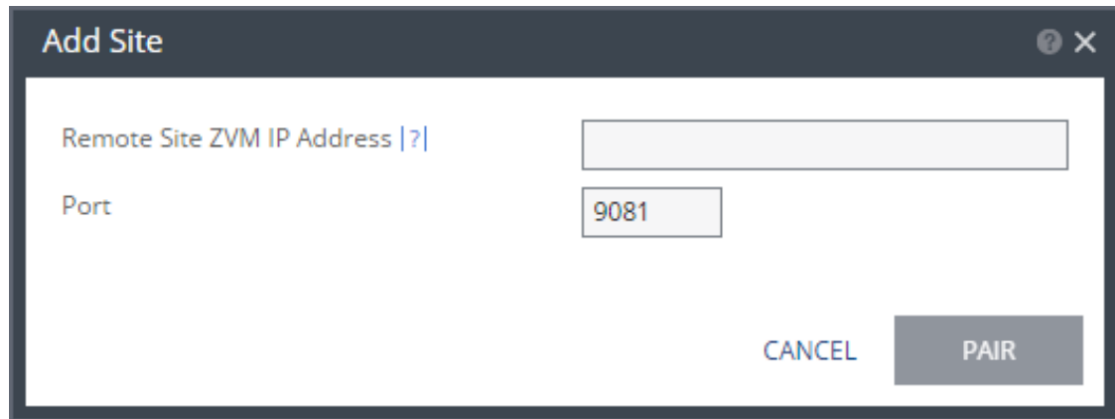 Add Site
?
Remote Site ZVM IP Address |?|
Port
9081
CANCEL
PAIR